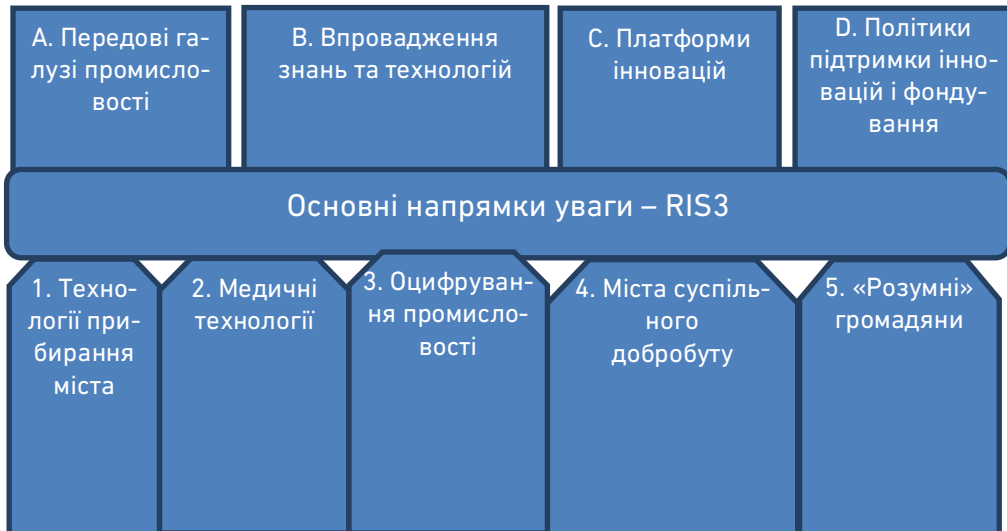 А. Передові га-
лузі промисло-
вості
В. Впровадження
знань та технологій
С. Платформи
інновацій
D. Політики
підтримки інно-
вацій і фонду-
вання
Основні напрямки уваги – RIS3
1. Техно-
логії при-
бирання
міста
2. Медичні
технології
3. Оцифруван-
ня промисло-
вості
4. Міста суспіль-
ного
добробуту
5. «Розумні»
громадяни